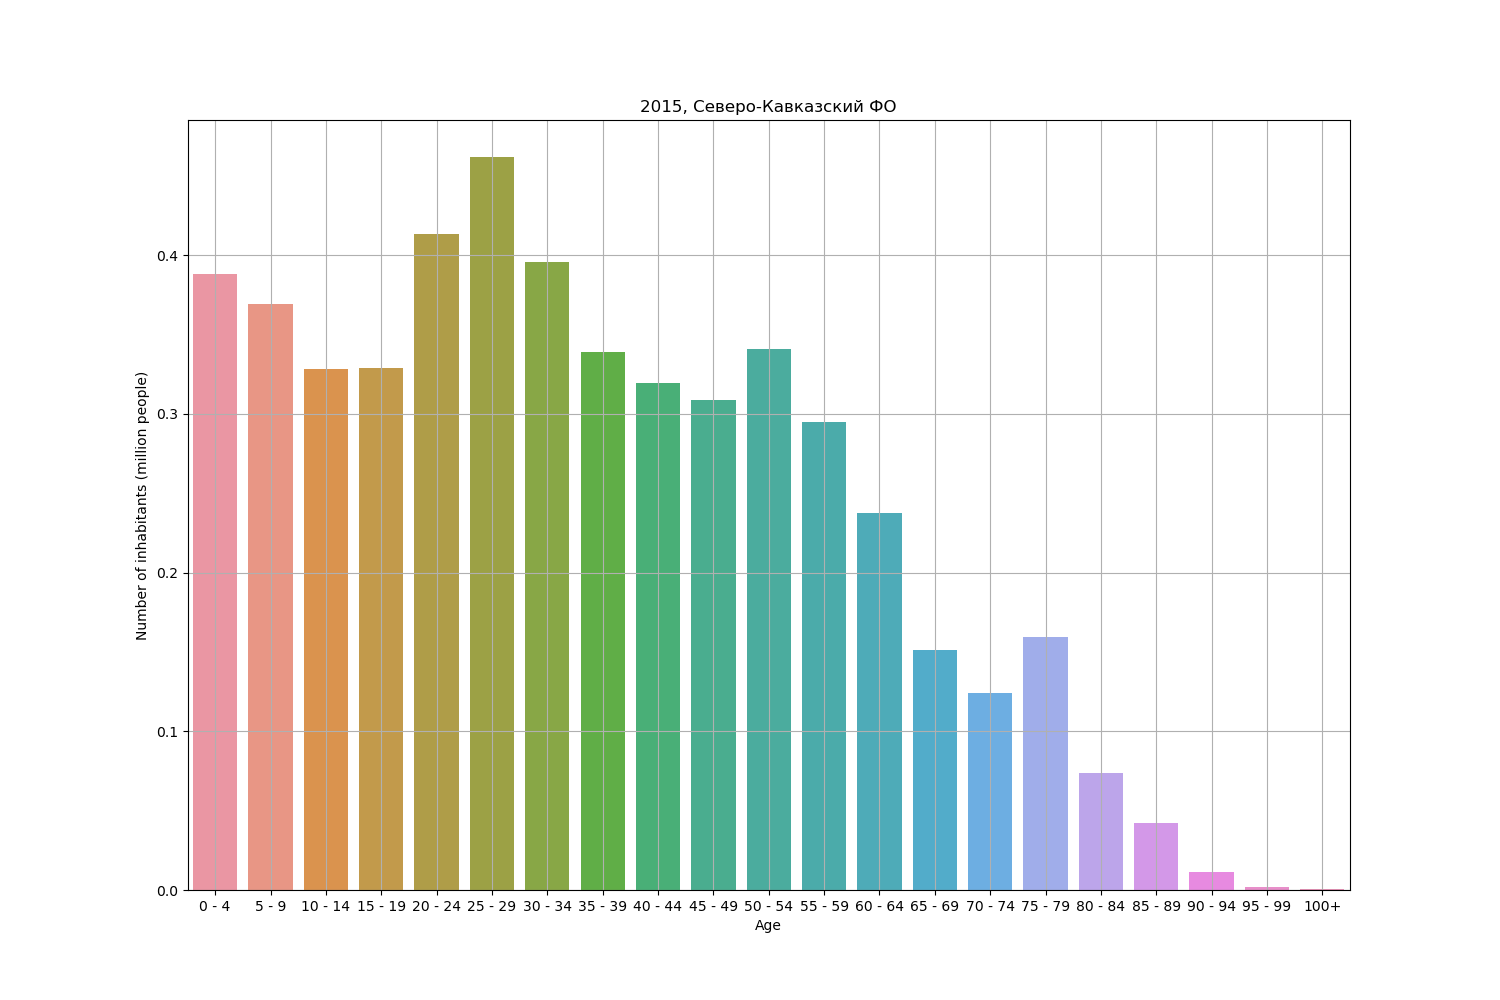 2015, Северо-Кавказский ФО
Number of inhabitants (million people)
0.4
0.3
0.2
0.1
0.0
0 - 4 5 - 9 10 - 14 15 - 19 20 - 24 25 - 29 30 - 34 35 - 39 40 - 44 45 - 49 50 - 54 55 - 59 60 - 64 65 - 69 70 - 74 75 - 79 80 - 84 85 - 89 90 - 94 95 - 99 100+
Age